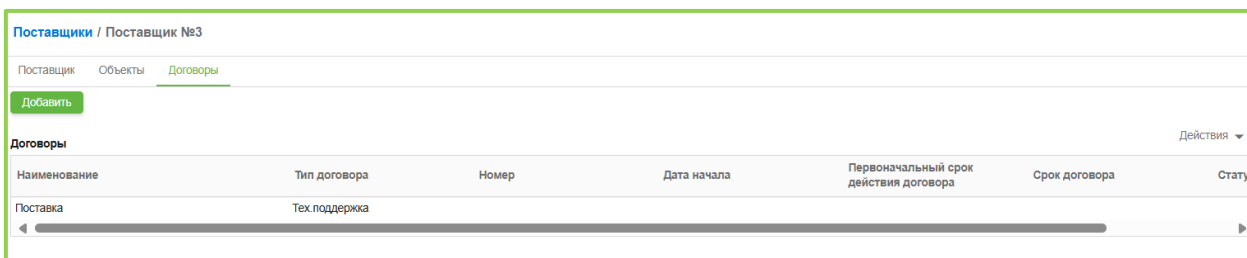 Поставщики / Поставщик №3
Поставщик Объекты Договоры
Добавить
Действия
Договоры
Наименование Тип договора Номер Дата начала Первоначальный срок действия договора Срок договора Стату
Поставка Тех.поддержка